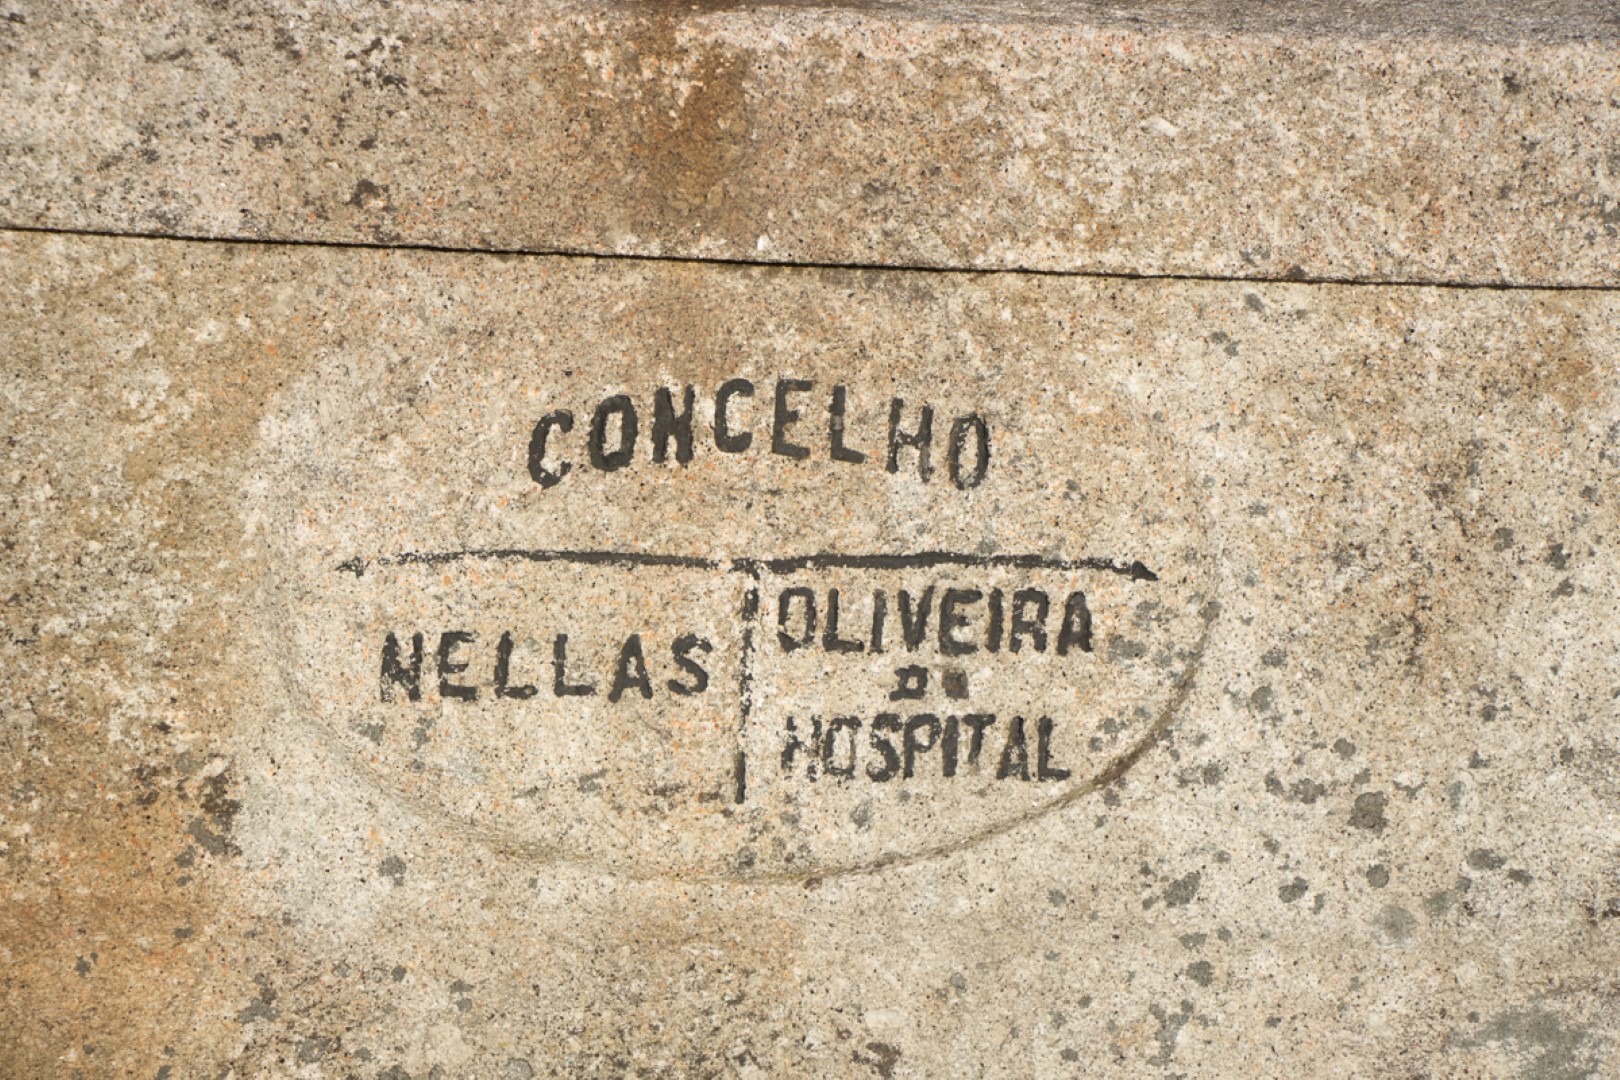 CONCELHO
NELLAS
OLIVEIRA
DO
HOSPITAL